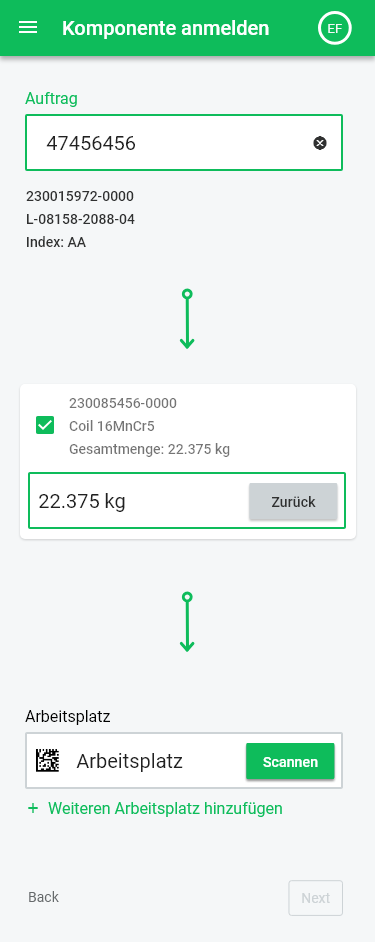 Komponente anmelden
EF
Auftrag
47456456
230015972-0000
L-08158-2088-04
Index: AA
230085456-0000
Coil 16MnCr5
Gesamtmenge: 22.375 kg
22.375 kg
Zurück
Arbeitsplatz
Arbeitsplatz
Scannen
+ Weiteren Arbeitsplatz hinzufügen
Back
Next